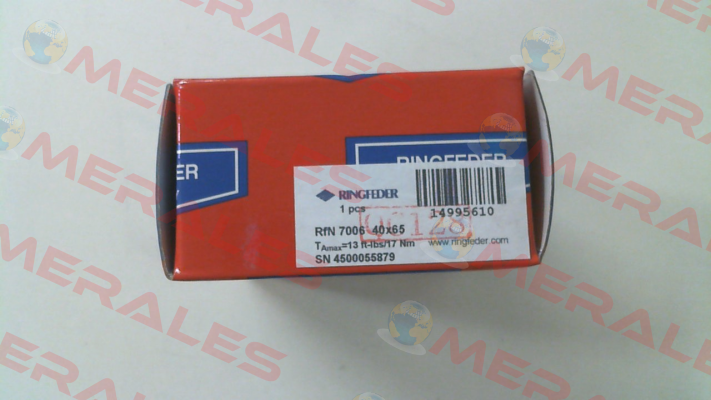 MERALES
MERALES
MERALES
MERALES
ER
RINGFEDER
RINGFEDER
1 pcs
14995610
QC128
RfN 7006 40x65
TAmax=13 ft-lbs/17 Nm
www.ringfeder.com
SN 4500055879